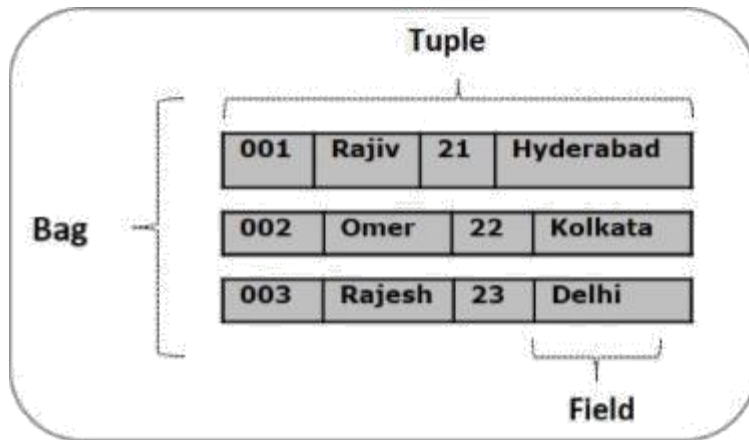 Tuple
001 Rajiv 21 Hyderabad
Bag
002 Omer 22 Kolkata
003 Rajesh 23 Delhi
Field